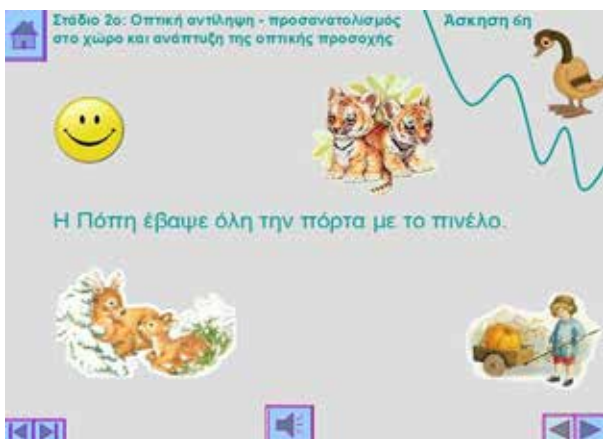 Στάδιο 2ο: Οπτική αντίληψη - προσανατολισμός
στο χώρο και ανάπτυξη της οπτικής προσοχής
Άσκηση 6η
Η Πόπη έβαψε όλη την πόρτα με το πινέλο.